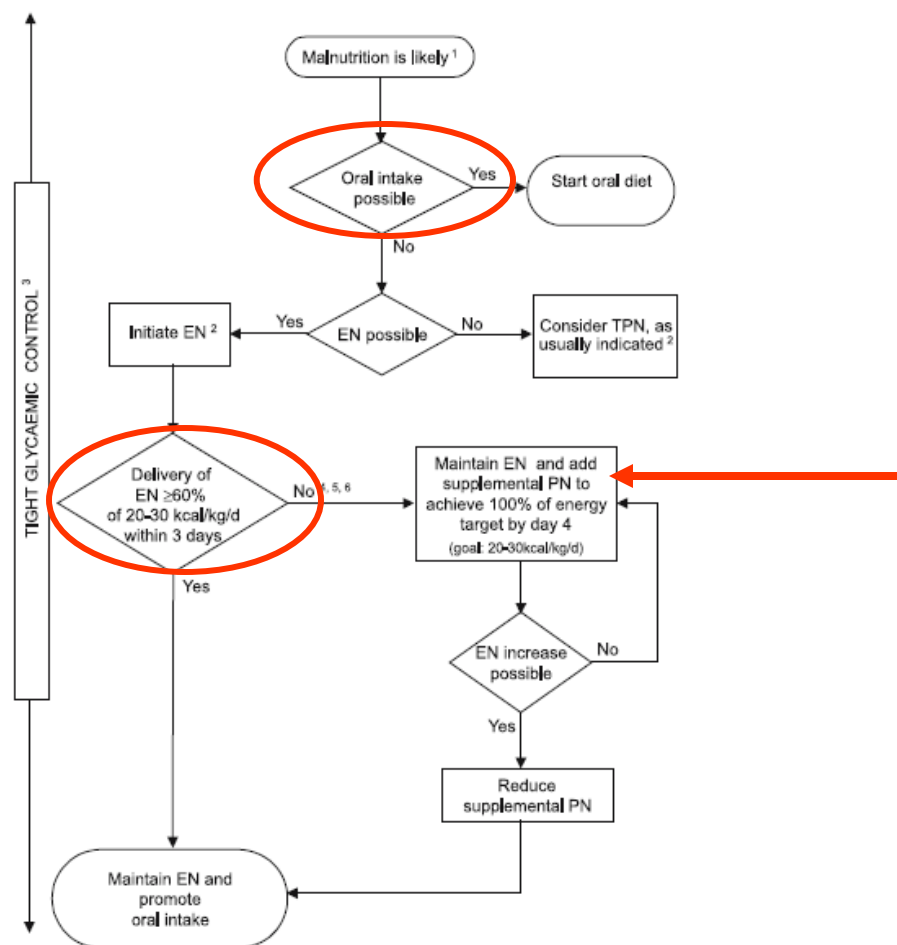 Malnutrition is likely 1
Oral intake
possible
Yes
Start oral diet
No
TIGHT GLYCAEMIC CONTROL 3
Initiate EN 2
Yes
EN possible
No
Consider TPN, as
usually indicated 2
Delivery of
EN ≥60%
of 20-30 kcal/kg/d
within 3 days
No 4, 5, 6
Maintain EN and add
supplemental PN to
achieve 100% of energy
target by day 4
(goal: 20-30kcal/kg/d)
Yes
EN increase
possible
No
Yes
Reduce
supplemental PN
Maintain EN and
promote
oral intake